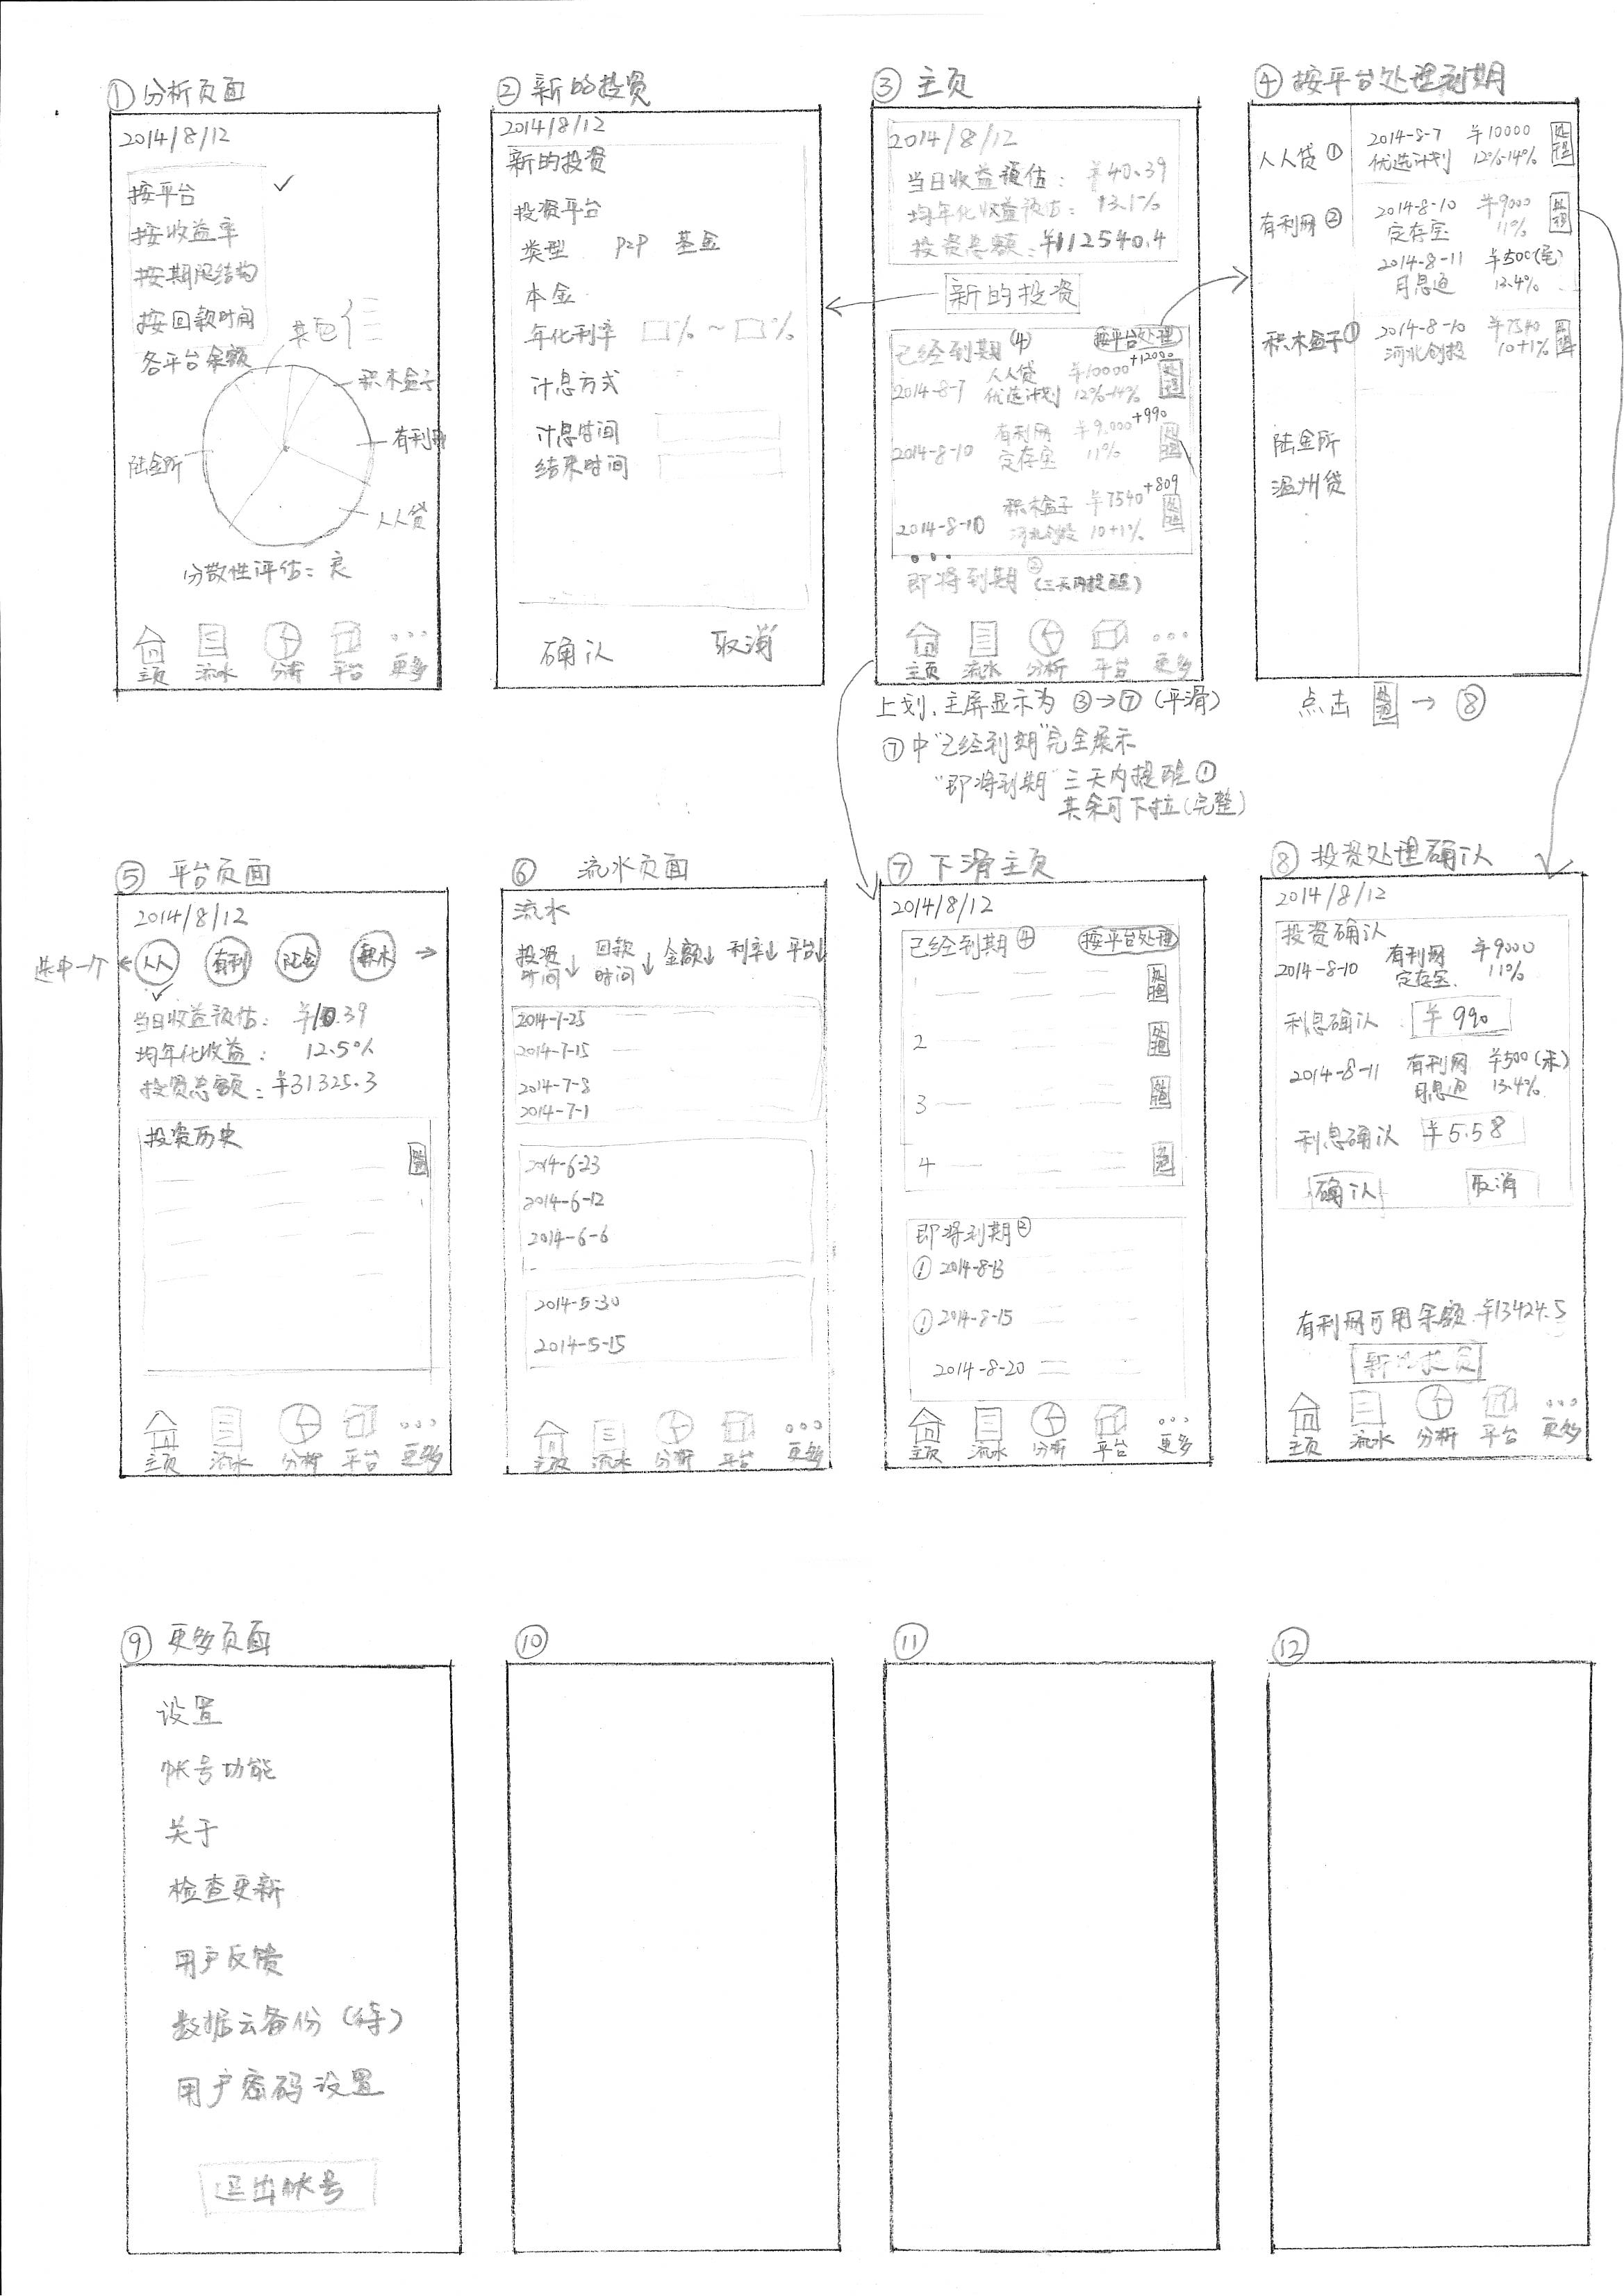 ① 分析页面
2014/8/12
按平台 ✓
按收益率
按期限结构
按回款时间
各平台余额
其他
积木盒子
有利网
陆金所
人人贷
分散性评估：良
主页 流水 分析 平台 更多
② 新的投资
2014/8/12
新的投资
投资平台
类型 P2P 基金
本金
年化利率 % ~ %
计息方式
计息时间
结束时间
确认 取消
③ 主页
2014/8/12
当日收益预估：￥40.39
均年化收益预估：13.1%
投资总额：￥112540.4
新的投资
已经到期(4) 按平台处理
人人贷 ￥10000
2014-8-7 优选计划 12%-14% 处理
有利网 ￥9000+990
2014-8-10 定存宝 11% 处理
积木盒子 ￥7540+809
2014-8-10 河北创投 10+1% 处理
即将到期② (三天内提醒)
主页 流水 分析 平台 更多
上划，主屏显示为 ③→⑦ (平滑)
⑦中"已经到期"完全展示
"即将到期"三天内提醒①
其余可下拉(完整)
④ 按平台处理到期
人人贷① 2014-8-7 ￥10000 处理
优选计划 12%-14%
有利网② 2014-8-10 ￥9000 处理
定存宝 11%
2014-8-11 ￥500(尾)
月息通 13.4%
积木盒子① 2014-8-10 ￥7540 处理
河北创投 10+1%
陆金所
温州贷
点击 处理 → ⑧
⑤ 平台页面
2014/8/12
选中一个 人人 有利 陆金 积木
当日收益预估：￥10.39
均年化收益：12.5%
投资总额：￥31325.3
投资历史
处理
主页 流水 分析 平台 更多
⑥ 流水页面
流水
投资时间↓ 回款时间↓ 金额↓ 利率↓ 平台↓
2014-7-25
2014-7-15
2014-7-8
2014-7-1
2014-6-23
2014-6-12
2014-6-6
2014-5-30
2014-5-15
主页 流水 分析 平台 更多
⑦ 下滑主页
2014/8/12
已经到期④ 按平台处理
1 处理
2 处理
3 处理
4 处理
即将到期②
① 2014-8-13
① 2014-8-15
2014-8-20
主页 流水 分析 平台 更多
⑧ 投资处理确认
2014/8/12
投资确认
2014-8-10 有利网 ￥9000
定存宝 11%
利息确认 ￥990
2014-8-11 有利网 ￥500
月息通 13.4%
利息确认 ￥5.58
确认 取消
有利网可用余额 ￥13424.5
新的投资
主页 流水 分析 平台 更多
⑨ 更多页面
设置
帐号功能
关于
检查更新
用户反馈
数据云备份（待）
用户密码设置
退出帐号
⑩
⑪
⑫